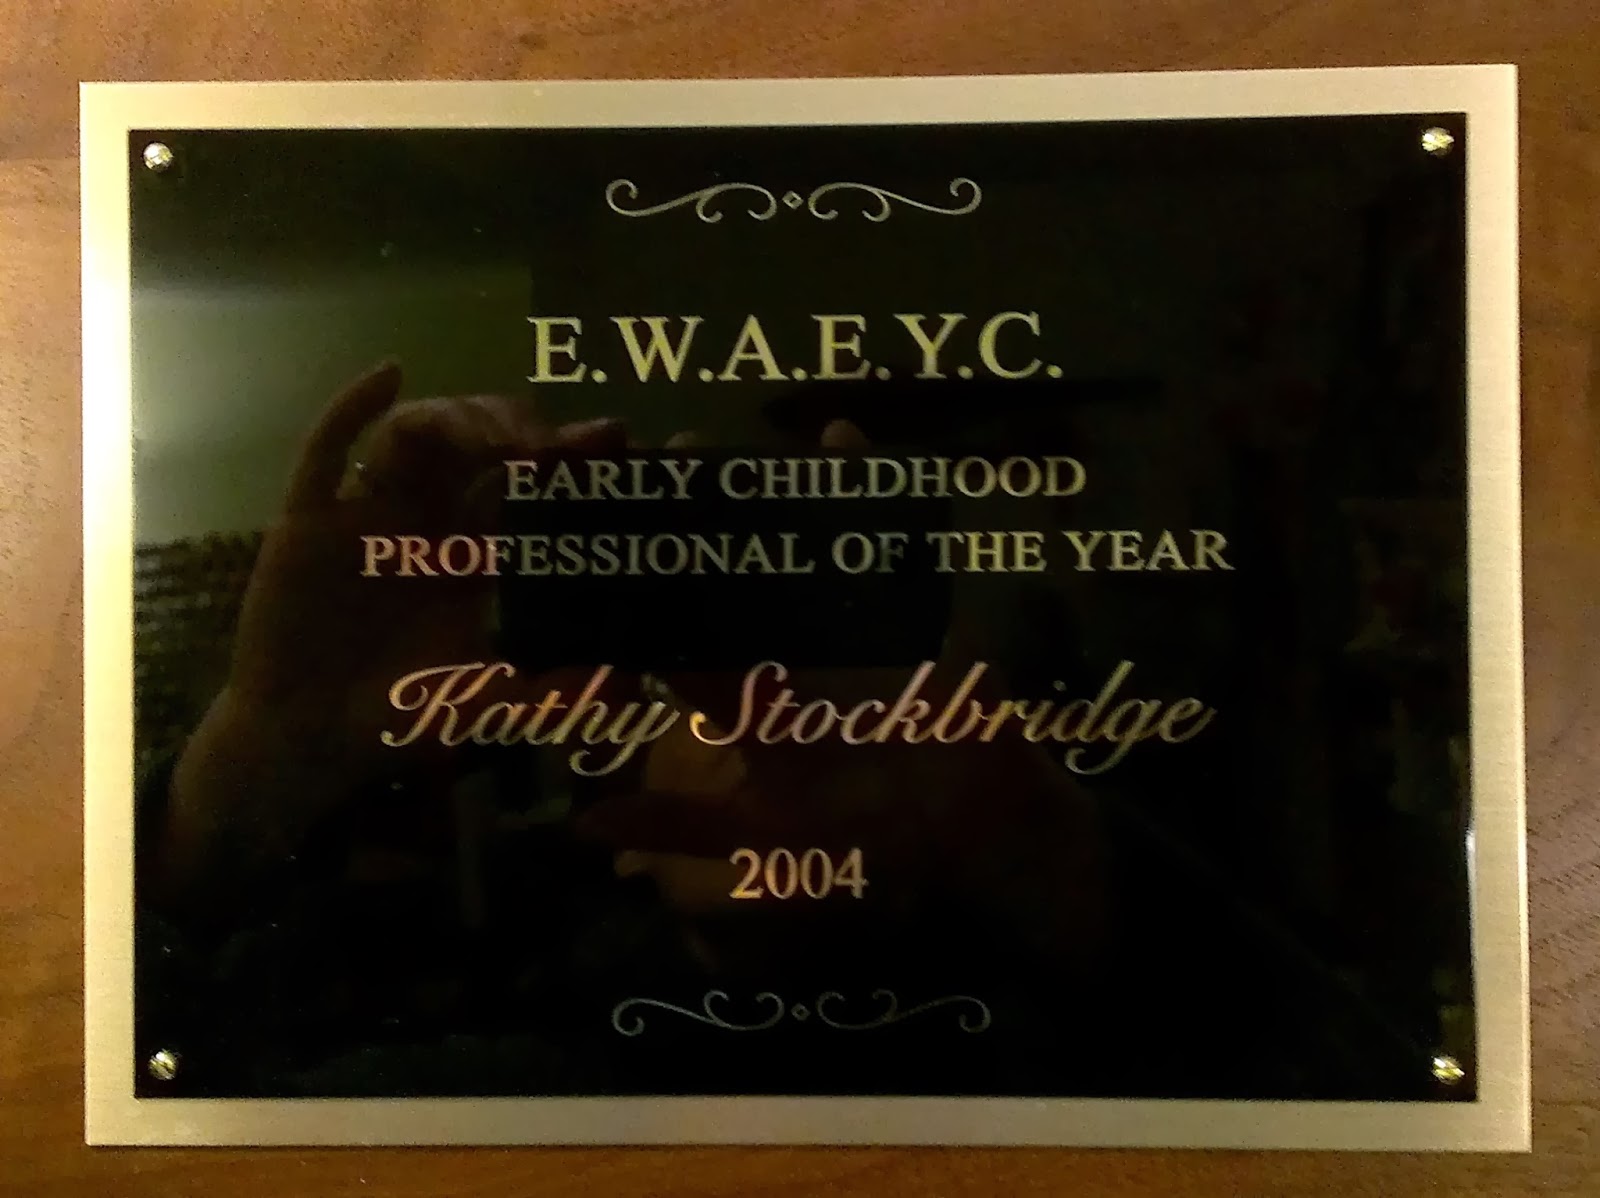 E.W.A.E.Y.C.
EARLY CHILDHOOD
PROFESSIONAL OF THE YEAR
Kathy Stockbridge
2004